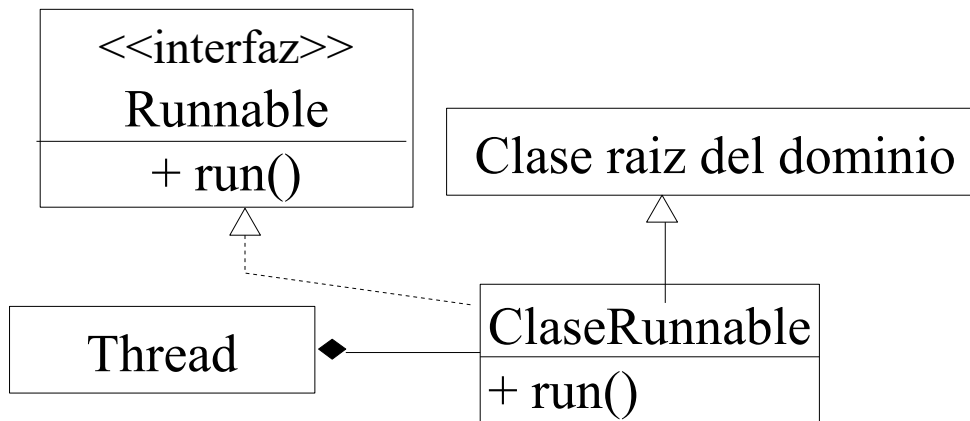 <<interfaz>>
Runnable
+ run()
Clase raiz del dominio
Thread
ClaseRunnable
+ run()